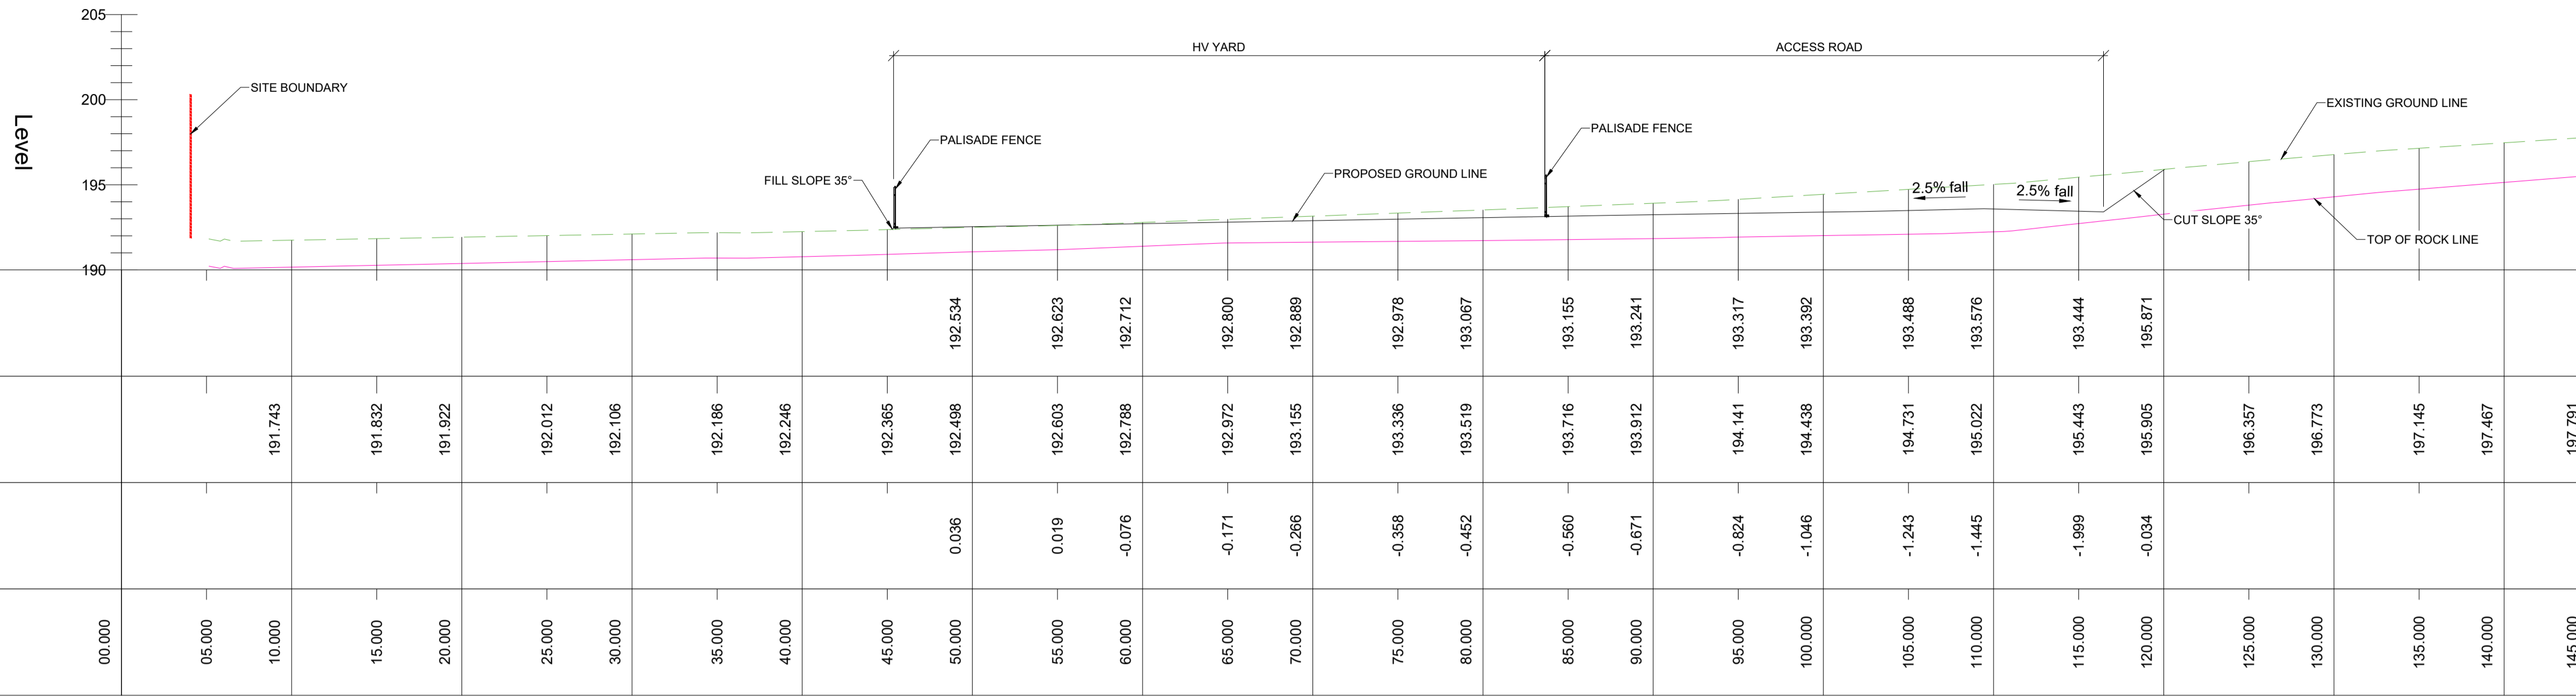 205
200
195
190
Level
SITE BOUNDARY
HV YARD
ACCESS ROAD
PALISADE FENCE
PALISADE FENCE
FILL SLOPE 35°
PROPOSED GROUND LINE
EXISTING GROUND LINE
2.5% fall
2.5% fall
CUT SLOPE 35°
TOP OF ROCK LINE
192.534 192.623 192.712 192.800 192.889 192.978 193.067 193.155 193.241 193.317 193.392 193.488 193.576 193.444 195.871
191.743 191.832 191.922 192.012 192.106 192.186 192.246 192.365 192.498 192.603 192.788 192.972 193.155 193.336 193.519 193.716 193.912 194.141 194.438 194.731 195.022 195.443 195.905 196.357 196.773 197.145 197.467 197.791
0.036 0.019 -0.076 -0.171 -0.266 -0.358 -0.452 -0.560 -0.671 -0.824 -1.046 -1.243 -1.445 -1.999 -0.034
00.000 05.000 10.000 15.000 20.000 25.000 30.000 35.000 40.000 45.000 50.000 55.000 60.000 65.000 70.000 75.000 80.000 85.000 90.000 95.000 100.000 105.000 110.000 115.000 120.000 125.000 130.000 135.000 140.000 145.000